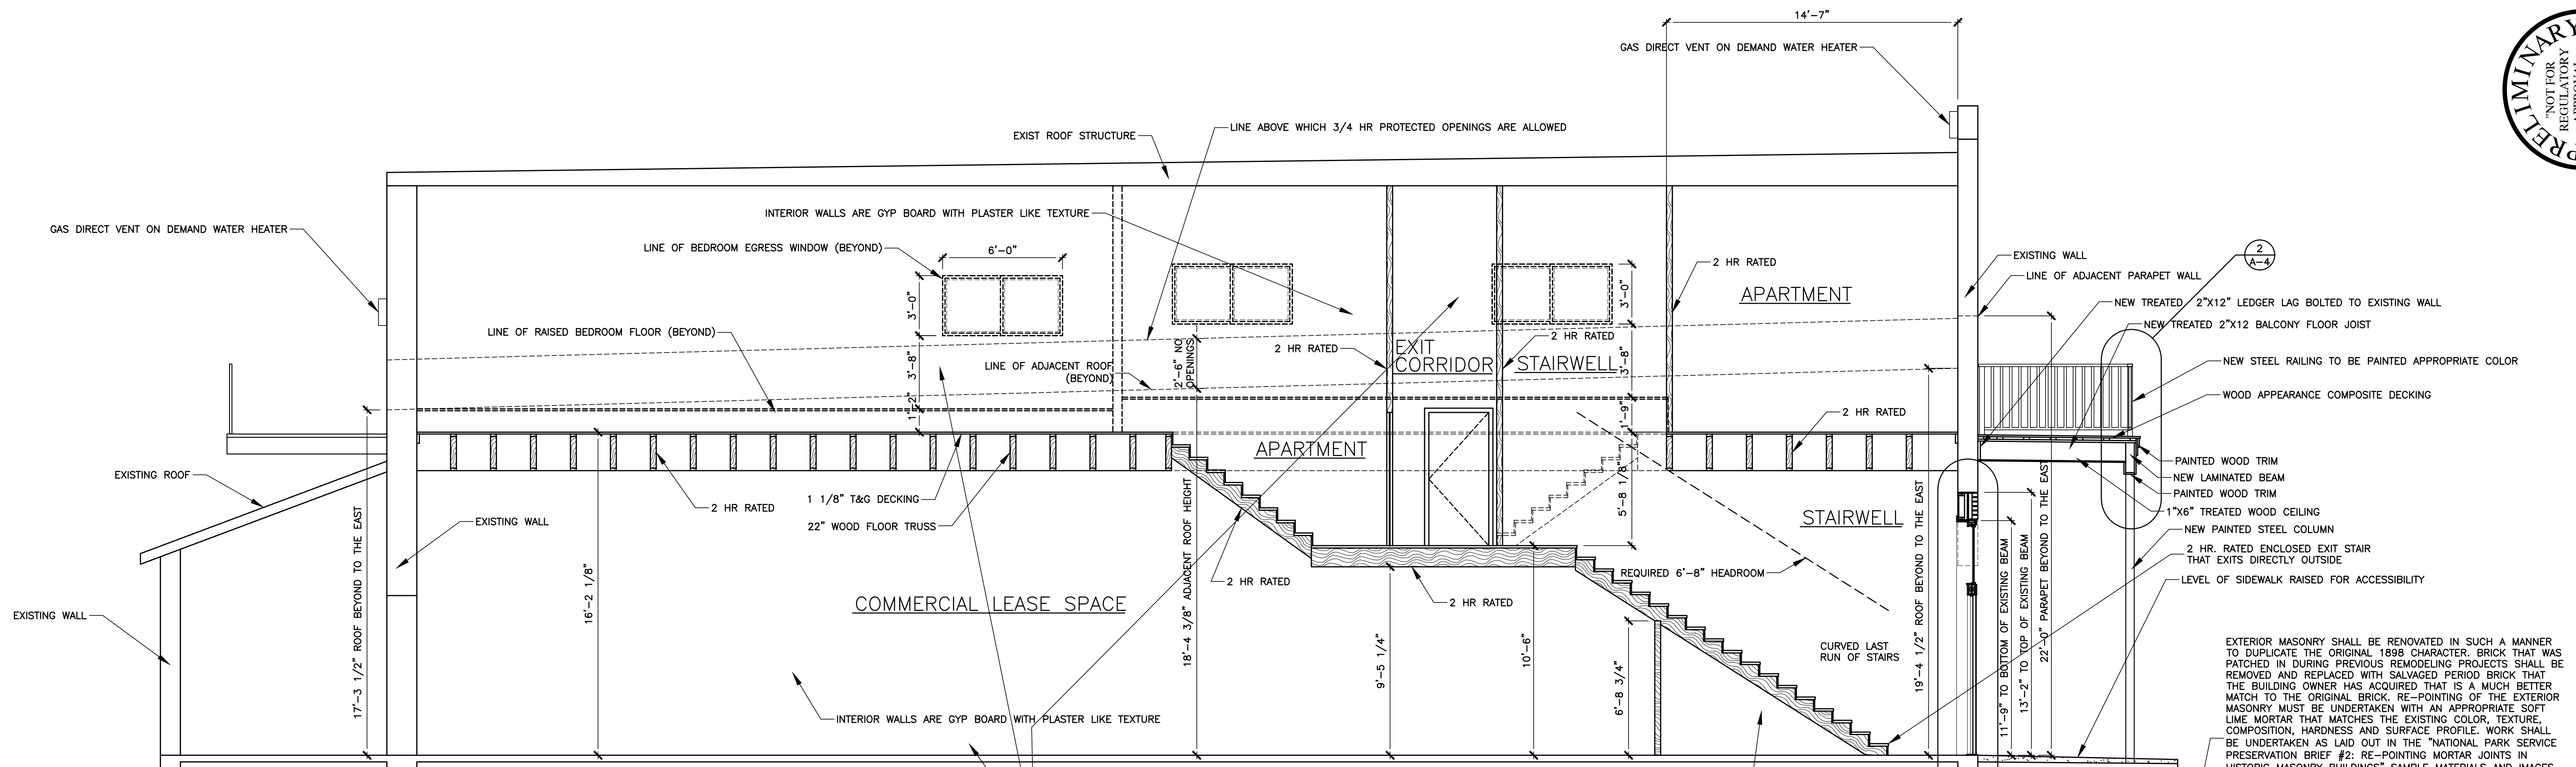 14'-7"
GAS DIRECT VENT ON DEMAND WATER HEATER
PRELIMINARY
"NOT FOR
REGULATORY
LINE ABOVE WHICH 3/4 HR PROTECTED OPENINGS ARE ALLOWED
EXIST ROOF STRUCTURE
INTERIOR WALLS ARE GYP BOARD WITH PLASTER LIKE TEXTURE
GAS DIRECT VENT ON DEMAND WATER HEATER
LINE OF BEDROOM EGRESS WINDOW (BEYOND)
6'-0"
3'-0"
3'-8"
1'-2"
LINE OF RAISED BEDROOM FLOOR (BEYOND)
LINE OF ADJACENT ROOF
(BEYOND)
2'-6" NO
OPENINGS
2 HR RATED
EXIT
CORRIDOR
STAIRWELL
2 HR RATED
3'-0"
3'-8"
1'-9"
5'-8 1/8"
2 HR RATED
APARTMENT
2 HR RATED
EXISTING WALL
LINE OF ADJACENT PARAPET WALL
2
A-4
NEW TREATED 2"X12" LEDGER LAG BOLTED TO EXISTING WALL
NEW TREATED 2"X12 BALCONY FLOOR JOIST
NEW STEEL RAILING TO BE PAINTED APPROPRIATE COLOR
WOOD APPEARANCE COMPOSITE DECKING
PAINTED WOOD TRIM
NEW LAMINATED BEAM
PAINTED WOOD TRIM
1"X6" TREATED WOOD CEILING
NEW PAINTED STEEL COLUMN
2 HR. RATED ENCLOSED EXIT STAIR
THAT EXITS DIRECTLY OUTSIDE
LEVEL OF SIDEWALK RAISED FOR ACCESSIBILITY
APARTMENT
EXISTING ROOF
EXISTING WALL
EXISTING WALL
2 HR RATED
1 1/8" T&G DECKING
22" WOOD FLOOR TRUSS
17'-3 1/2" ROOF BEYOND TO THE EAST
16'-2 1/8"
COMMERCIAL LEASE SPACE
INTERIOR WALLS ARE GYP BOARD WITH PLASTER LIKE TEXTURE
18'-4 3/8" ADJACENT ROOF HEIGHT
2 HR RATED
9'-5 1/4"
2 HR RATED
10'-6"
6'-8 3/4"
STAIRWELL
REQUIRED 6'-8" HEADROOM
CURVED LAST
RUN OF STAIRS
19'-4 1/2" ROOF BEYOND TO THE EAST
11'-9" TO BOTTOM OF EXISTING BEAM
13'-2" TO TOP OF EXISTING BEAM
22'-0" PARAPET BEYOND TO THE EAST
EXTERIOR MASONRY SHALL BE RENOVATED IN SUCH A MANNER
TO DUPLICATE THE ORIGINAL 1898 CHARACTER. BRICK THAT WAS
PATCHED IN DURING PREVIOUS REMODELING PROJECTS SHALL BE
REMOVED AND REPLACED WITH SALVAGED PERIOD BRICK THAT
THE BUILDING OWNER HAS ACQUIRED THAT IS A MUCH BETTER
MATCH TO THE ORIGINAL BRICK. RE-POINTING OF THE EXTERIOR
MASONRY MUST BE UNDERTAKEN WITH AN APPROPRIATE SOFT
LIME MORTAR THAT MATCHES THE EXISTING COLOR, TEXTURE,
COMPOSITION, HARDNESS AND SURFACE PROFILE. WORK SHALL
BE UNDERTAKEN AS LAID OUT IN THE "NATIONAL PARK SERVICE
PRESERVATION BRIEF #2: RE-POINTING MORTAR JOINTS IN
HISTORIC MASONRY BUILDINGS" SAMPLE MATERIALS AND IMAGES